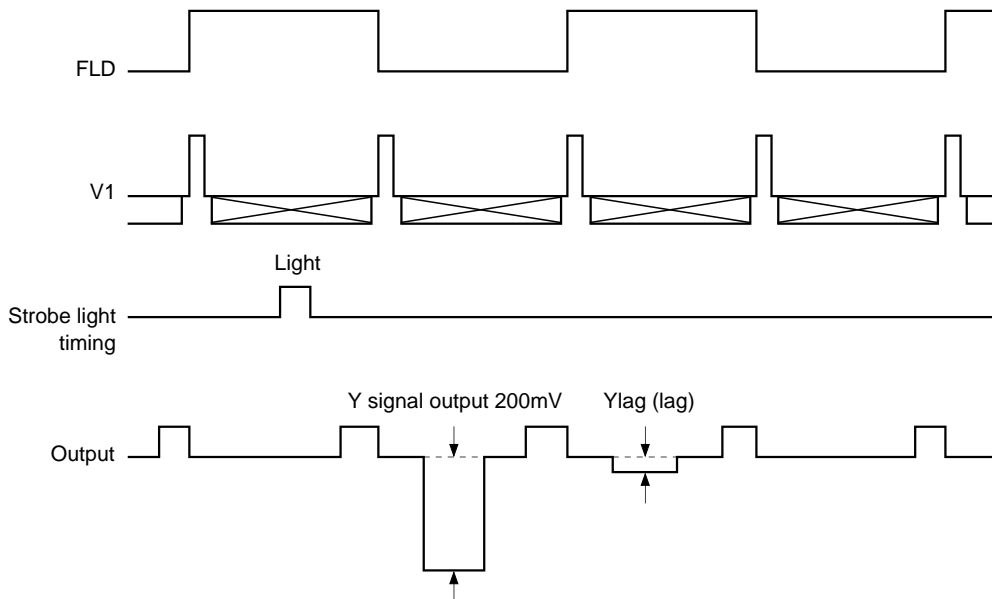 FLD
V1
Light
Strobe light
timing
Y signal output 200mV
Ylag (lag)
Output